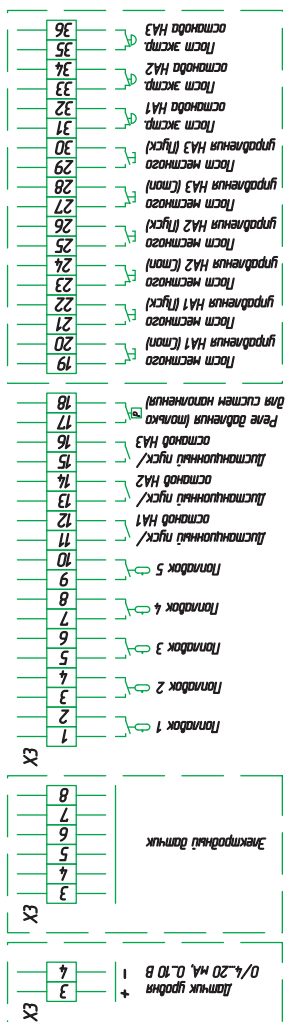 EX
Датчик уровня + 3
0/4...20 мА, 0...10 В − 4
EX
3
4
5
Электродный датчик
6
7
8
EX
1
Поплавок 1
2
3
Поплавок 2
4
5
Поплавок 3
6
7
Поплавок 4
8
9
Поплавок 5
10
Дистанционный пуск/ 11
останов НА1 12
Дистанционный пуск/ 13
останов НА2 14
Дистанционный пуск/ 15
останов НА3 16
Реле давления (только P 17
для систем наполнения) 18
Пост местного 19
управления НА1 (Стоп) 20
Пост местного 21
управления НА1 (Пуск) 22
Пост местного 23
управления НА2 (Стоп) 24
Пост местного 25
управления НА2 (Пуск) 26
Пост местного 27
управления НА3 (Стоп) 28
Пост местного 29
управления НА3 (Пуск) 30
Пост экстр. 31
останова НА1 32
Пост экстр. 33
останова НА2 34
Пост экстр. 35
останова НА3 36